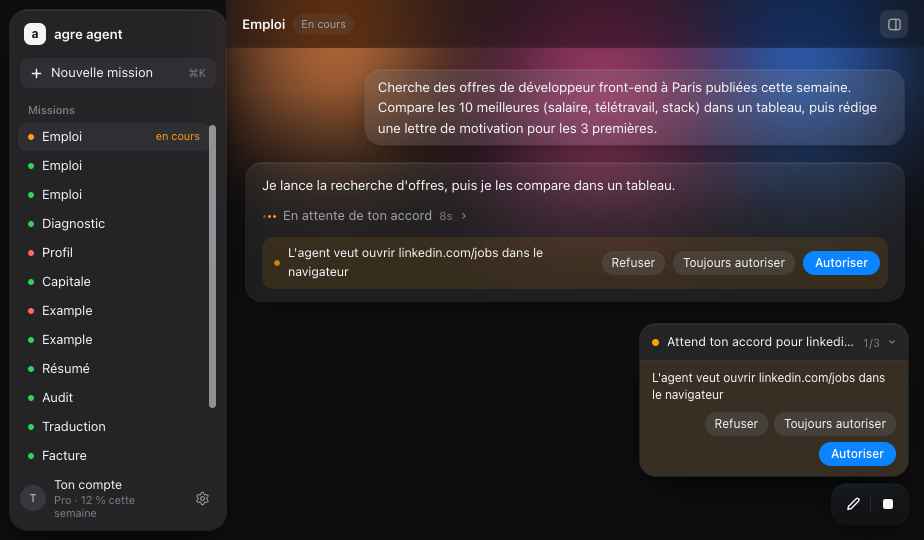 a agre agent
Nouvelle mission ⌘K
Missions
Emploi en cours
Emploi
Emploi
Diagnostic
Profil
Capitale
Example
Example
Résumé
Audit
Traduction
Facture
T
Ton compte
Pro · 12 % cette
semaine
Emploi En cours
Cherche des offres de développeur front-end à Paris publiées cette semaine.
Compare les 10 meilleures (salaire, télétravail, stack) dans un tableau, puis rédige
une lettre de motivation pour les 3 premières.
Je lance la recherche d'offres, puis je les compare dans un tableau.
En attente de ton accord 8s
L'agent veut ouvrir linkedin.com/jobs dans le
navigateur
Refuser Toujours autoriser Autoriser
Attend ton accord pour linkedi... 1/3
L'agent veut ouvrir linkedin.com/jobs dans
le navigateur
Refuser Toujours autoriser
Autoriser